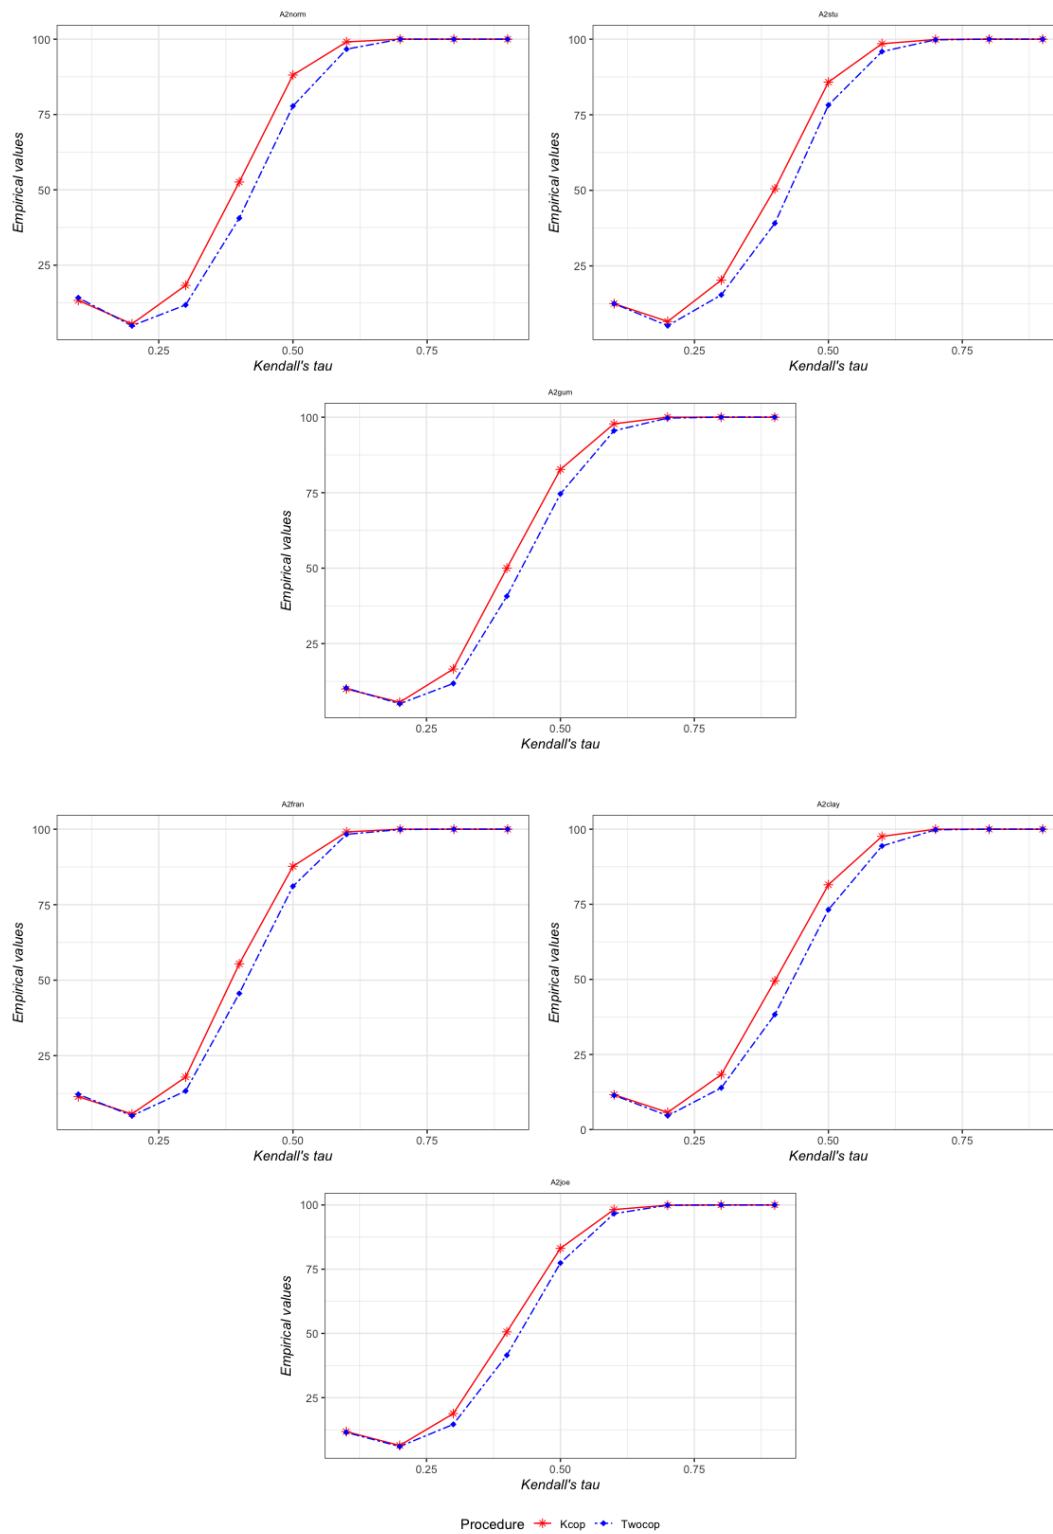 A2norm
100
75
50
25
Empirical values
0.25 0.50 0.75
Kendall's tau
A2stu
100
75
50
25
Empirical values
0.25 0.50 0.75
Kendall's tau
A2gum
100
75
50
25
Empirical values
0.25 0.50 0.75
Kendall's tau
A2fran
100
75
50
25
Empirical values
0.25 0.50 0.75
Kendall's tau
A2clay
100
75
50
25
0
Empirical values
0.25 0.50 0.75
Kendall's tau
A2joe
100
75
50
25
Empirical values
0.25 0.50 0.75
Kendall's tau
Procedure Kcop Twocop